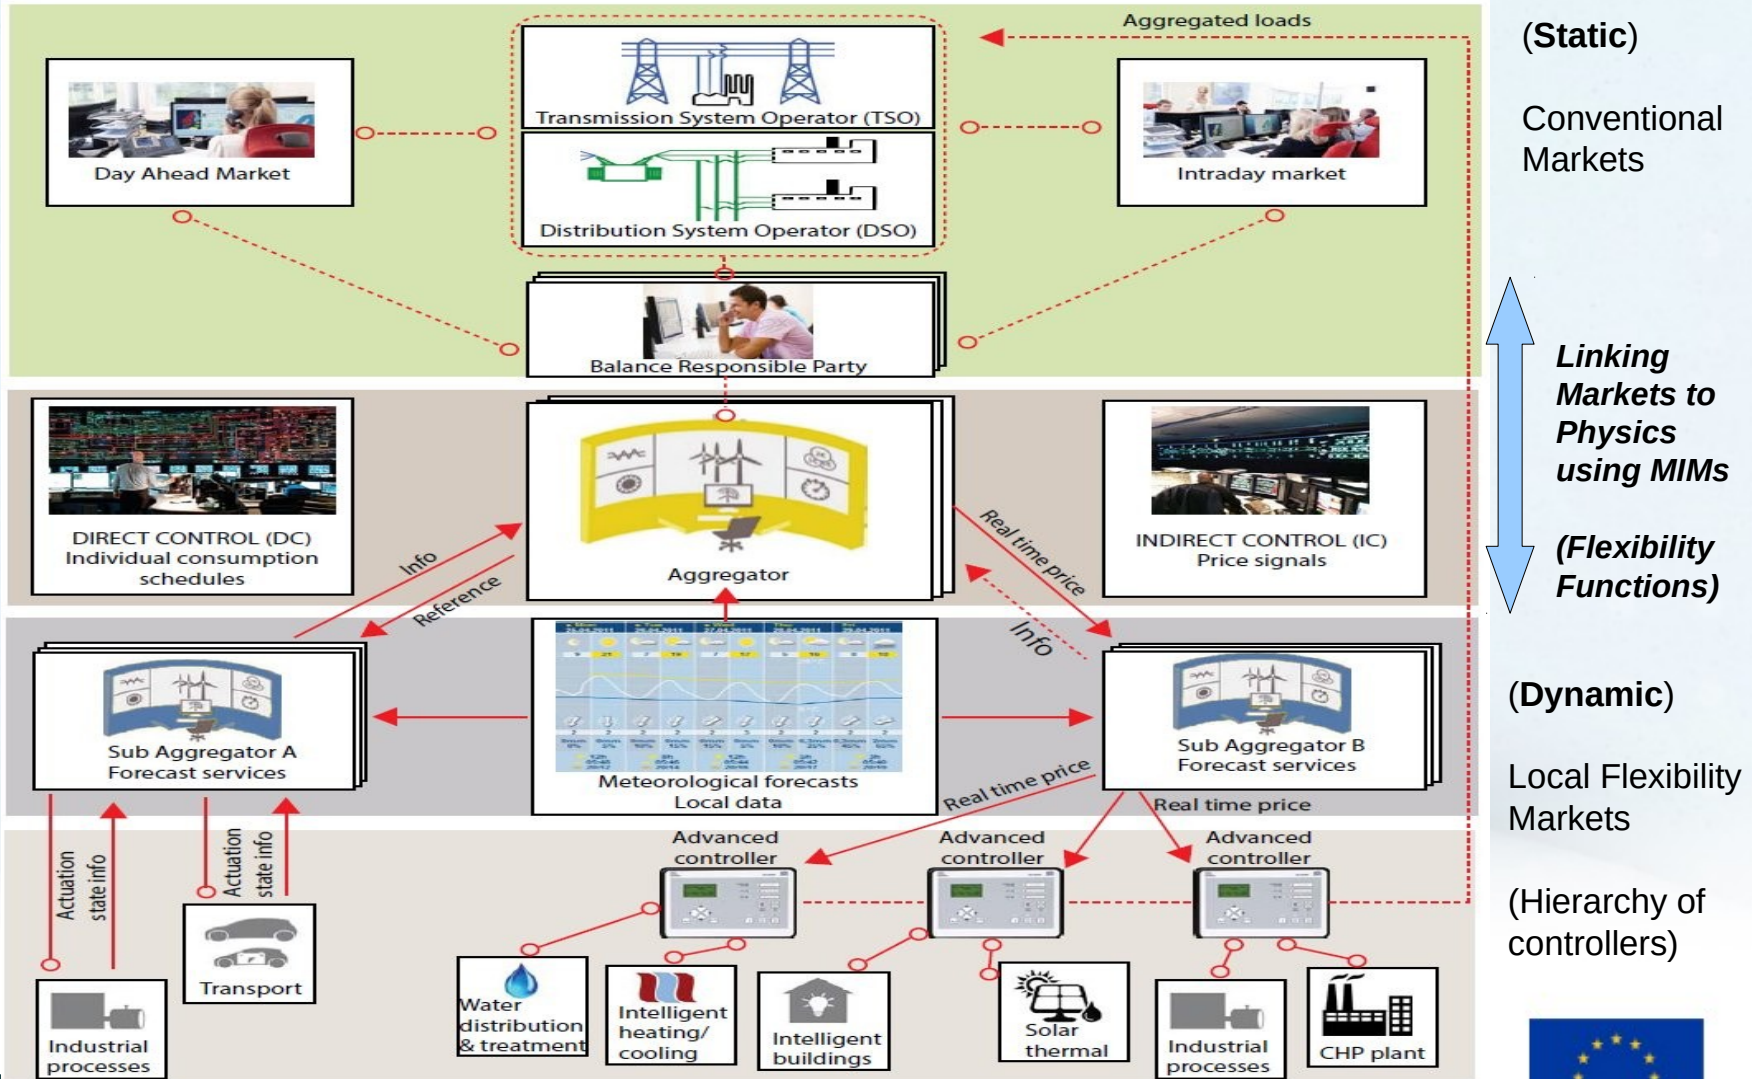 Aggregated loads
Transmission System Operator (TSO)
Day Ahead Market
Intraday market
Distribution System Operator (DSO)
Balance Responsible Party
DIRECT CONTROL (DC)
Individual consumption
schedules
Info
Reference
Aggregator
Real time price
Info
INDIRECT CONTROL (IC)
Price signals
Sub Aggregator A
Forecast services
Meteorological forecasts
Local data
Sub Aggregator B
Forecast services
Real time price
Real time price
Actuation
state info
Actuation
state info
Advanced
controller
Advanced
controller
Advanced
controller
Industrial
processes
Transport
Water
distribution
& treatment
Intelligent
heating/
cooling
Intelligent
buildings
Solar
thermal
Industrial
processes
CHP plant
(Static)
Conventional
Markets
Linking
Markets to
Physics
using MIMs
(Flexibility
Functions)
(Dynamic)
Local Flexibility
Markets
(Hierarchy of
controllers)